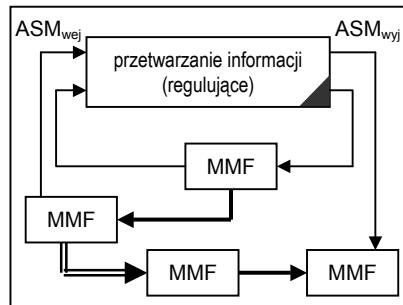 ASMwej
ASMwyj
przetwarzanie informacji
(regulujące)
MMF
MMF
MMF
MMF